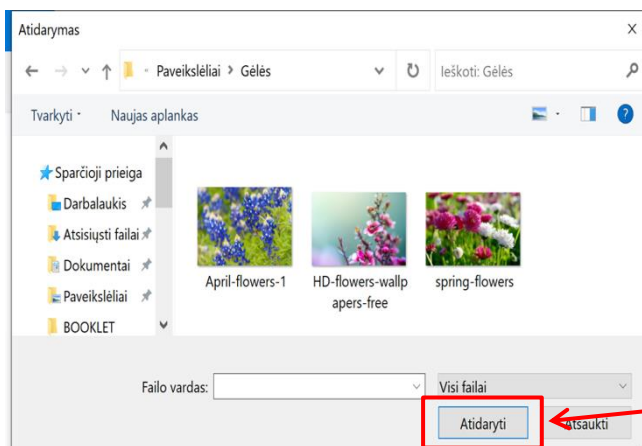 Atidarymas
Paveikslėliai > Gėlės
Ieškoti: Gėlės
Tvarkyti
Naujas aplankas
Sparčioji prieiga
Darbalaukis
Atsisiųsti failai
Dokumentai
Paveikslėliai
BOOKLET
April-flowers-1
HD-flowers-wallp
apers-free
spring-flowers
Failo vardas:
Visi failai
Atidaryti
Atšaukti